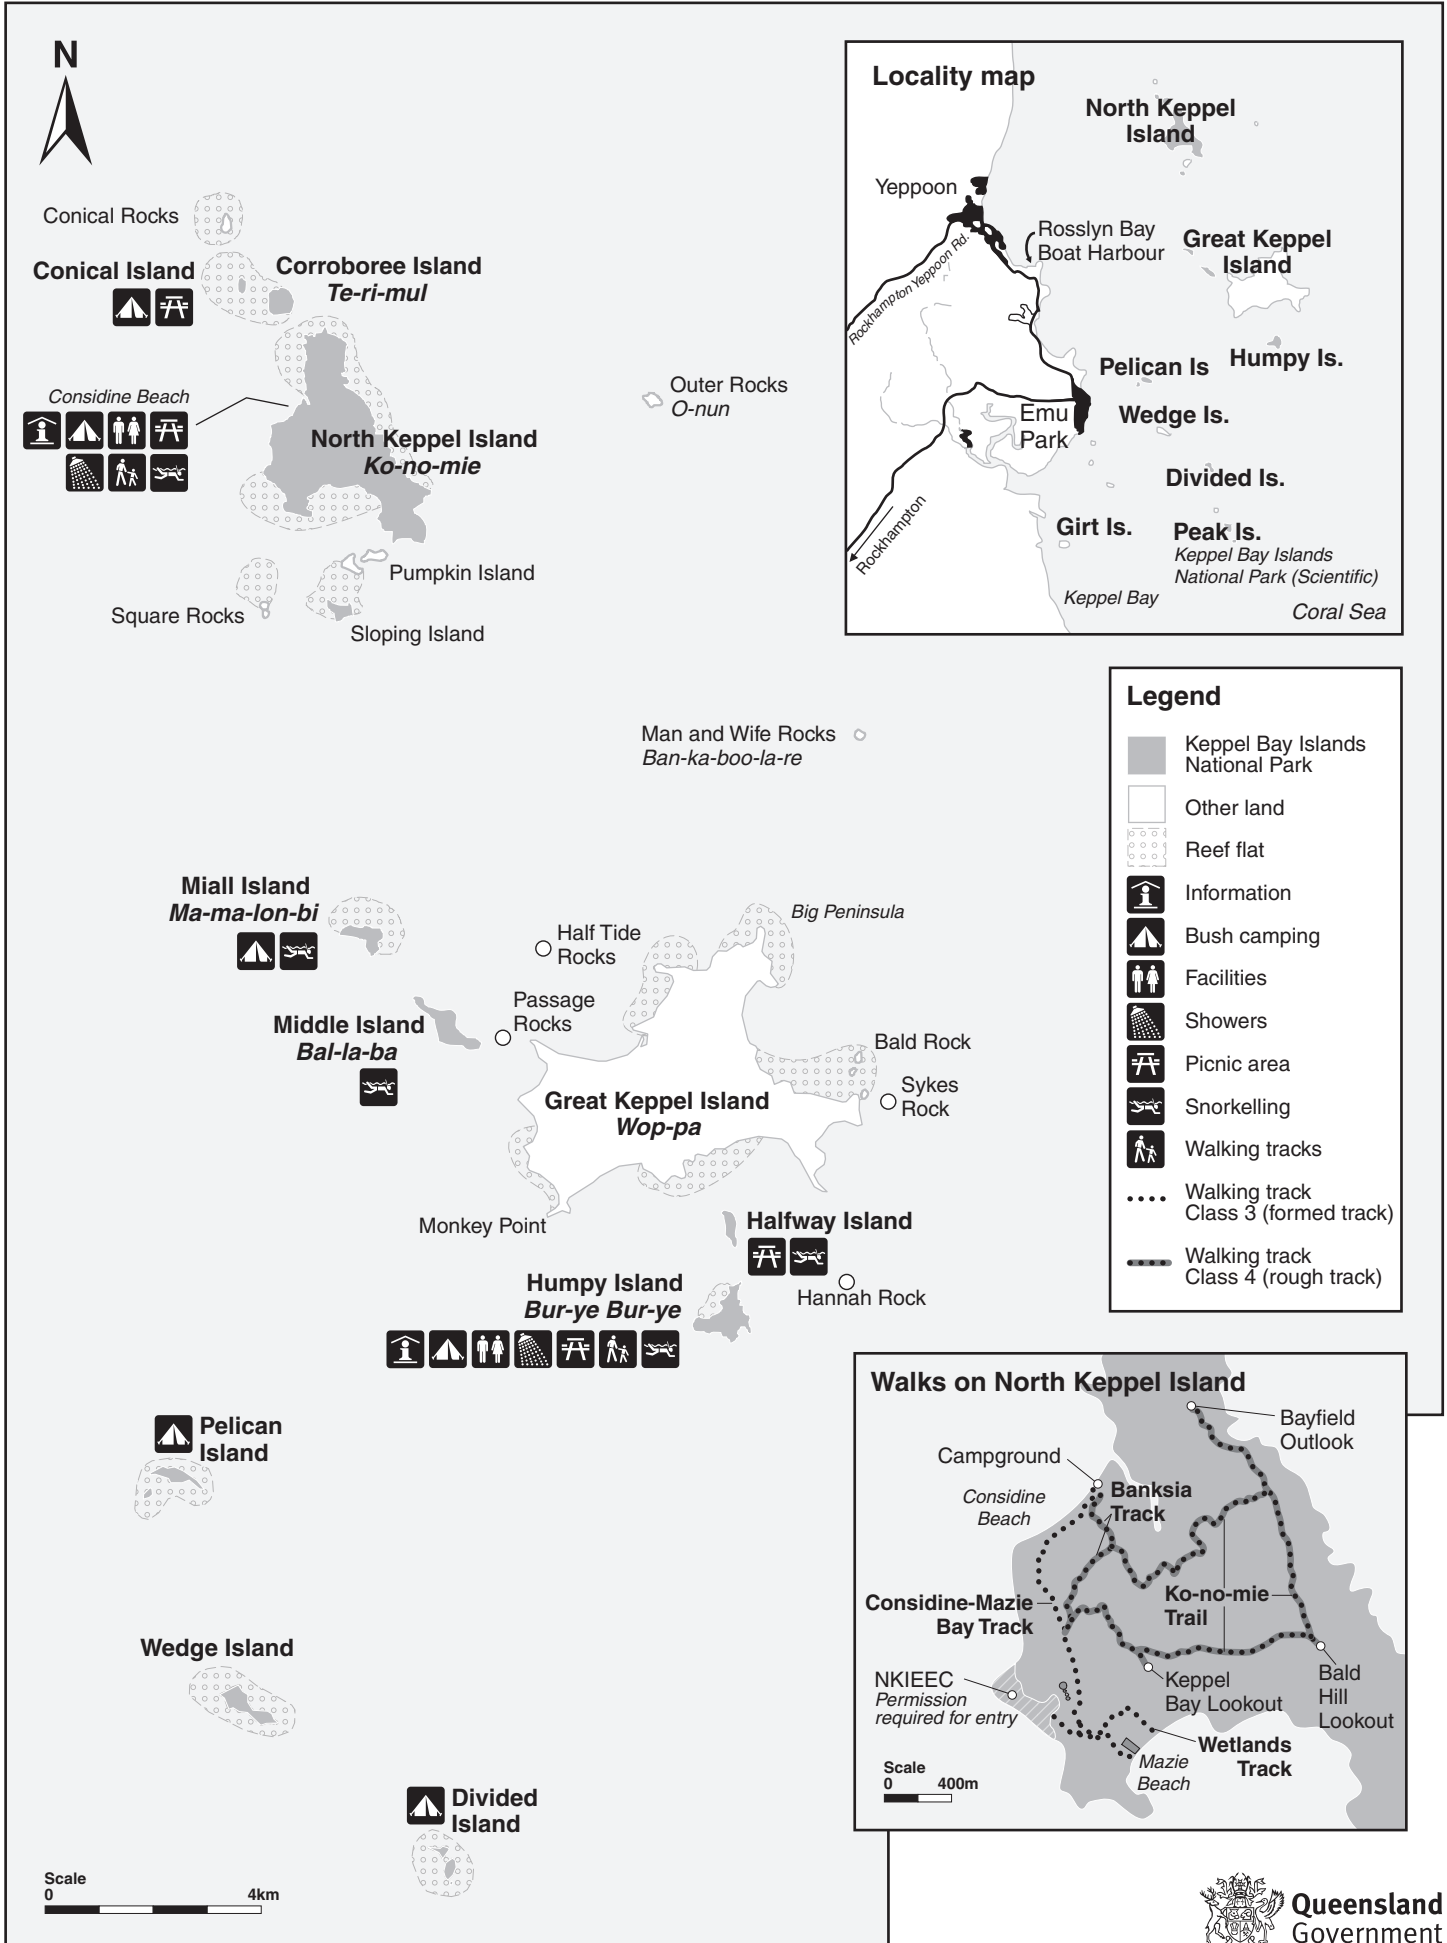 N
Conical Rocks
Conical Island
Corroboree Island
Te-ri-mul
Considine Beach
North Keppel Island
Ko-no-mie
Outer Rocks
O-nun
Pumpkin Island
Square Rocks
Sloping Island
Man and Wife Rocks
Ban-ka-boo-la-re
Miall Island
Ma-ma-lon-bi
Half Tide
Rocks
Big Peninsula
Passage
Rocks
Middle Island
Bal-la-ba
Bald Rock
Sykes
Rock
Great Keppel Island
Wop-pa
Monkey Point
Halfway Island
Hannah Rock
Humpy Island
Bur-ye Bur-ye
Pelican
Island
Wedge Island
Divided
Island
Scale
0 4km
Locality map
North Keppel
Island
Yeppoon
Rosslyn Bay
Boat Harbour
Rockhampton Yeppoon Rd.
Great Keppel
Island
Pelican Is
Humpy Is.
Emu
Park
Wedge Is.
Divided Is.
Girt Is.
Peak Is.
Keppel Bay Islands
National Park (Scientific)
Rockhampton
Keppel Bay
Coral Sea
Legend
Keppel Bay Islands
National Park
Other land
Reef flat
Information
Bush camping
Facilities
Showers
Picnic area
Snorkelling
Walking tracks
Walking track
Class 3 (formed track)
Walking track
Class 4 (rough track)
Walks on North Keppel Island
Bayfield
Outlook
Campground
Considine
Beach
Banksia
Track
Considine-Mazie
Bay Track
Ko-no-mie
Trail
NKIEEC
Permission
required for entry
Keppel
Bay Lookout
Bald
Hill
Lookout
Wetlands
Track
Mazie
Beach
Scale
0 400m
Queensland
Government